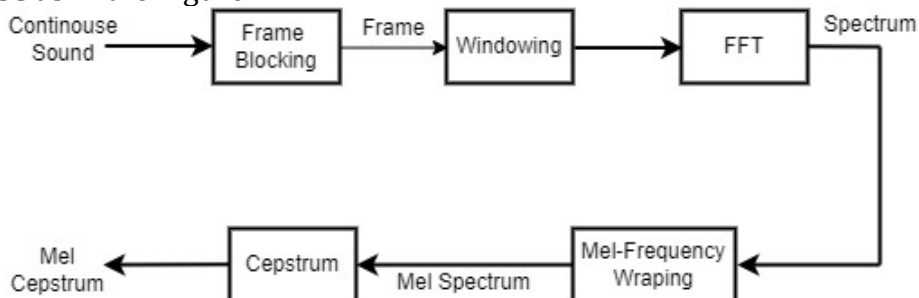 Continouse
Sound
Frame
Blocking
Frame
Windowing
FFT
Spectrum
Mel-Frequency
Wraping
Mel Spectrum
Cepstrum
Mel
Cepstrum